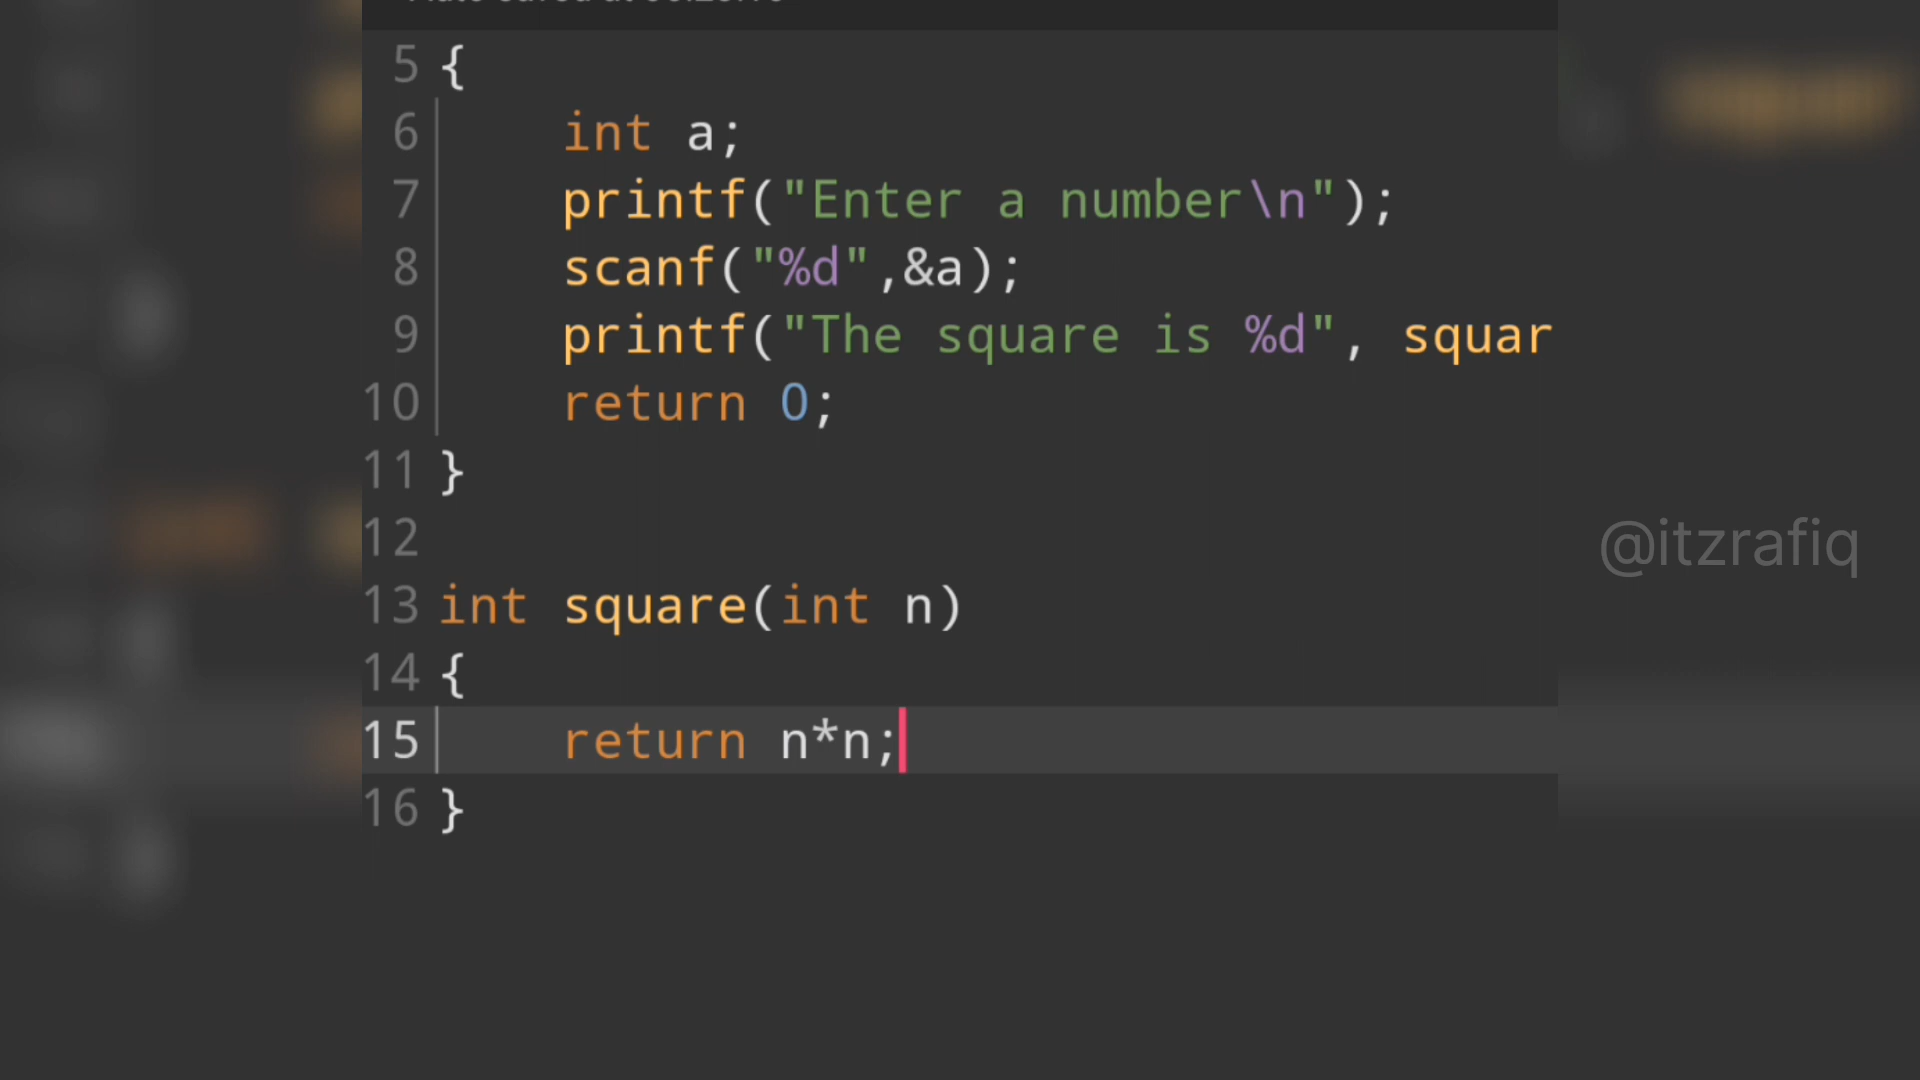 5 {
6 int a;
7 printf("Enter a number\n");
8 scanf("%d",&a);
9 printf("The square is %d", squar
10 return 0;
11 }
12
13 int square(int n)
14 {
15 return n*n;
16 }
@itzrafiq